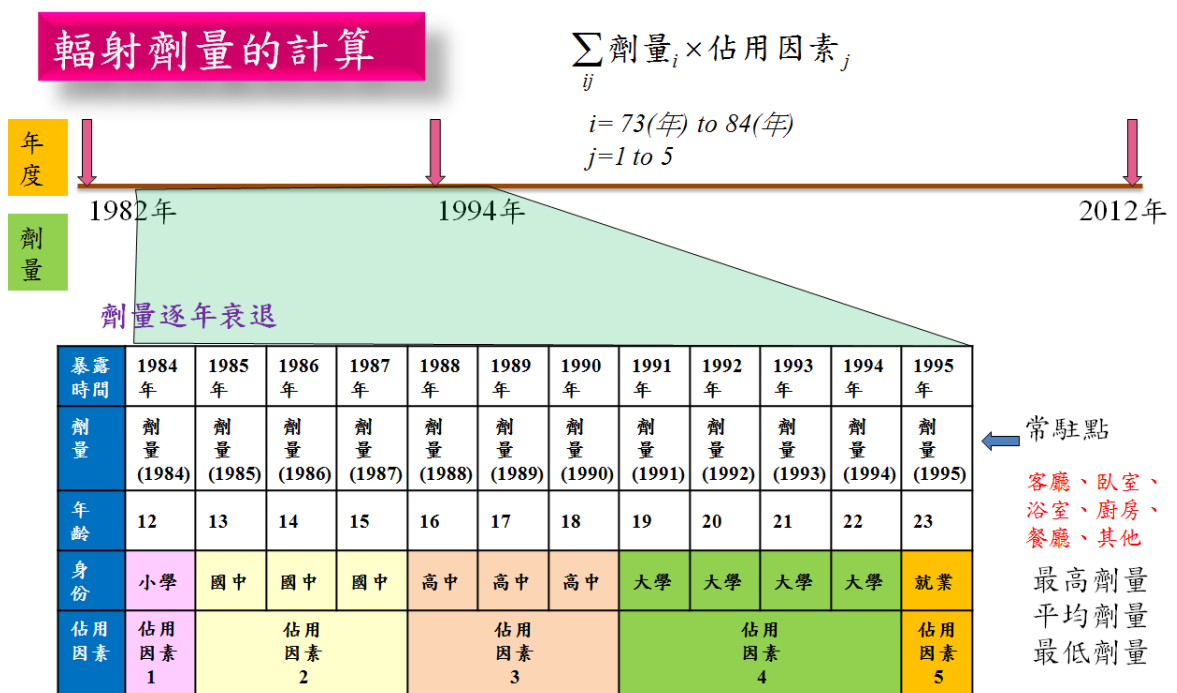 輻射劑量的計算
∑劑量i×佔用因素j
ij
i= 73(年) to 84(年)
j=1 to 5
年度
1982年 1994年 2012年
劑量
劑量逐年衰退
暴露時間 1984年 1985年 1986年 1987年 1988年 1989年 1990年 1991年 1992年 1993年 1994年 1995年
劑量 劑量(1984) 劑量(1985) 劑量(1986) 劑量(1987) 劑量(1988) 劑量(1989) 劑量(1990) 劑量(1991) 劑量(1992) 劑量(1993) 劑量(1994) 劑量(1995)
年齡 12 13 14 15 16 17 18 19 20 21 22 23
身份 小學 國中 國中 國中 高中 高中 高中 大學 大學 大學 大學 就業
佔用因素 佔用因素1 佔用因素2 佔用因素3 佔用因素4 佔用因素5
常駐點
客廳、臥室、
浴室、廚房、
餐廳、其他
最高劑量
平均劑量
最低劑量